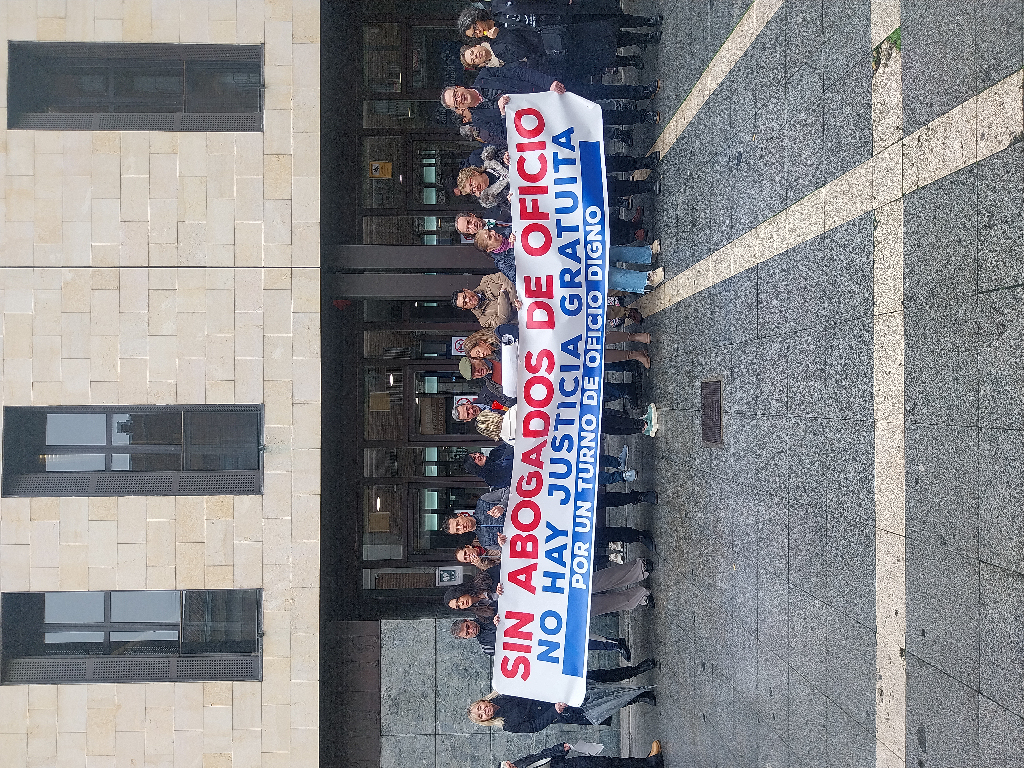 SIN ABOGADOS DE OFICIO
NO HAY JUSTICIA GRATUITA
POR UN TURNO DE OFICIO DIGNO